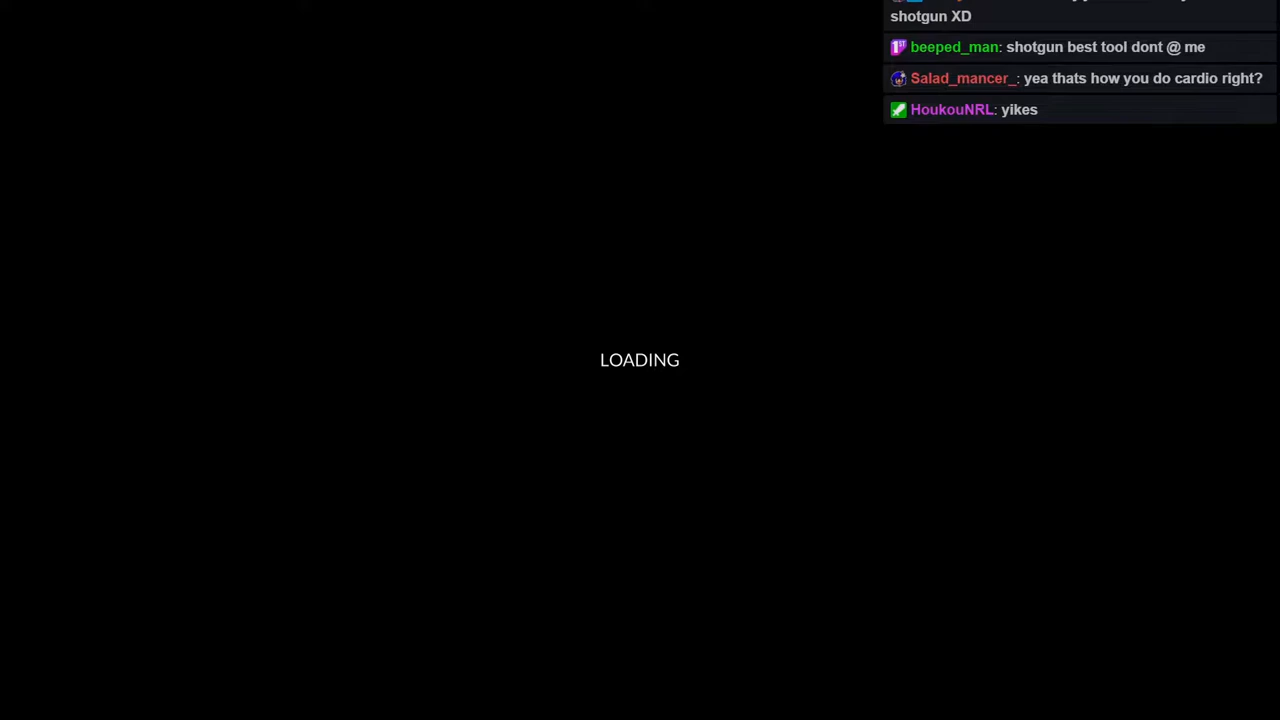 shotgun XD
beeped_man: shotgun best tool dont @ me
Salad_mancer_: yea thats how you do cardio right?
HoukouNRL: yikes
LOADING